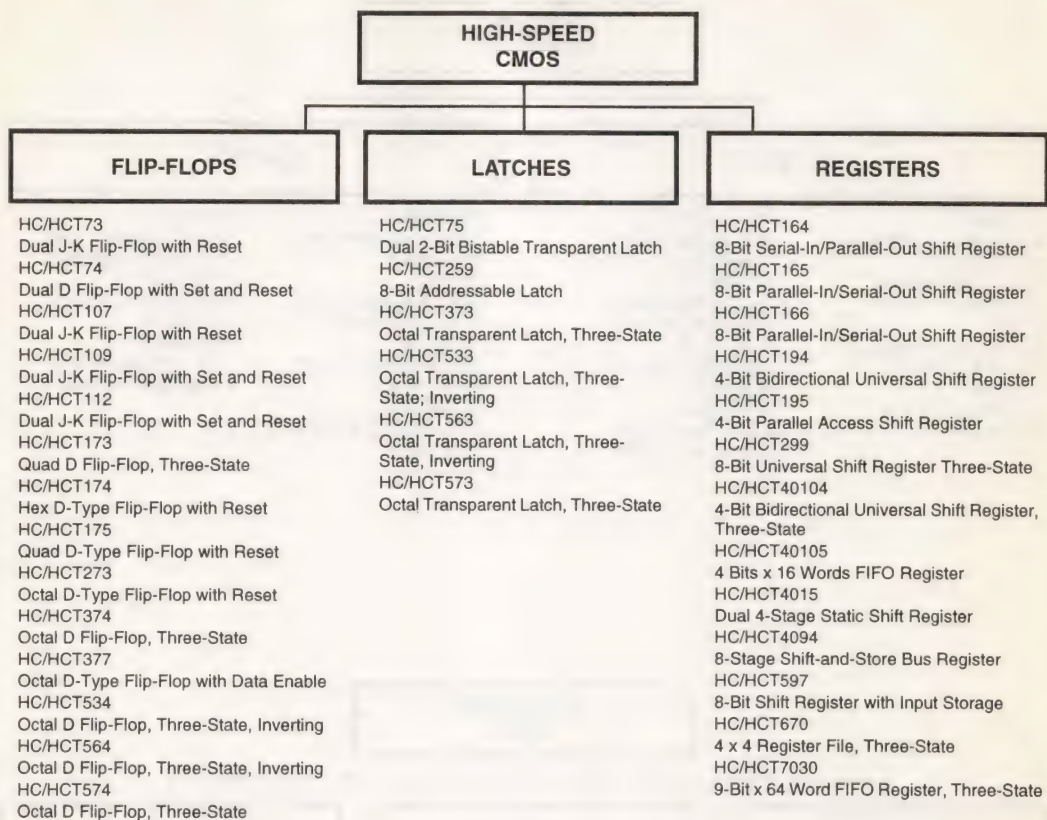 HIGH-SPEED
CMOS
FLIP-FLOPS
HC/HCT73
Dual J-K Flip-Flop with Reset
HC/HCT74
Dual D Flip-Flop with Set and Reset
HC/HCT107
Dual J-K Flip-Flop with Reset
HC/HCT109
Dual J-K Flip-Flop with Set and Reset
HC/HCT112
Dual J-K Flip-Flop with Set and Reset
HC/HCT173
Quad D Flip-Flop, Three-State
HC/HCT174
Hex D-Type Flip-Flop with Reset
HC/HCT175
Quad D-Type Flip-Flop with Reset
HC/HCT273
Octal D-Type Flip-Flop with Reset
HC/HCT374
Octal D Flip-Flop, Three-State
HC/HCT377
Octal D-Type Flip-Flop with Data Enable
HC/HCT534
Octal D Flip-Flop, Three-State, Inverting
HC/HCT564
Octal D Flip-Flop, Three-State, Inverting
HC/HCT574
Octal D Flip-Flop, Three-State
LATCHES
HC/HCT75
Dual 2-Bit Bistable Transparent Latch
HC/HCT259
8-Bit Addressable Latch
HC/HCT373
Octal Transparent Latch, Three-State
HC/HCT533
Octal Transparent Latch, Three-
State; Inverting
HC/HCT563
Octal Transparent Latch, Three-
State, Inverting
HC/HCT573
Octal Transparent Latch, Three-State
REGISTERS
HC/HCT164
8-Bit Serial-In/Parallel-Out Shift Register
HC/HCT165
8-Bit Parallel-In/Serial-Out Shift Register
HC/HCT166
8-Bit Parallel-In/Serial-Out Shift Register
HC/HCT194
4-Bit Bidirectional Universal Shift Register
HC/HCT195
4-Bit Parallel Access Shift Register
HC/HCT299
8-Bit Universal Shift Register Three-State
HC/HCT40104
4-Bit Bidirectional Universal Shift Register,
Three-State
HC/HCT40105
4 Bits x 16 Words FIFO Register
HC/HCT4015
Dual 4-Stage Static Shift Register
HC/HCT4094
8-Stage Shift-and-Store Bus Register
HC/HCT597
8-Bit Shift Register with Input Storage
HC/HCT670
4 x 4 Register File, Three-State
HC/HCT7030
9-Bit x 64 Word FIFO Register, Three-State